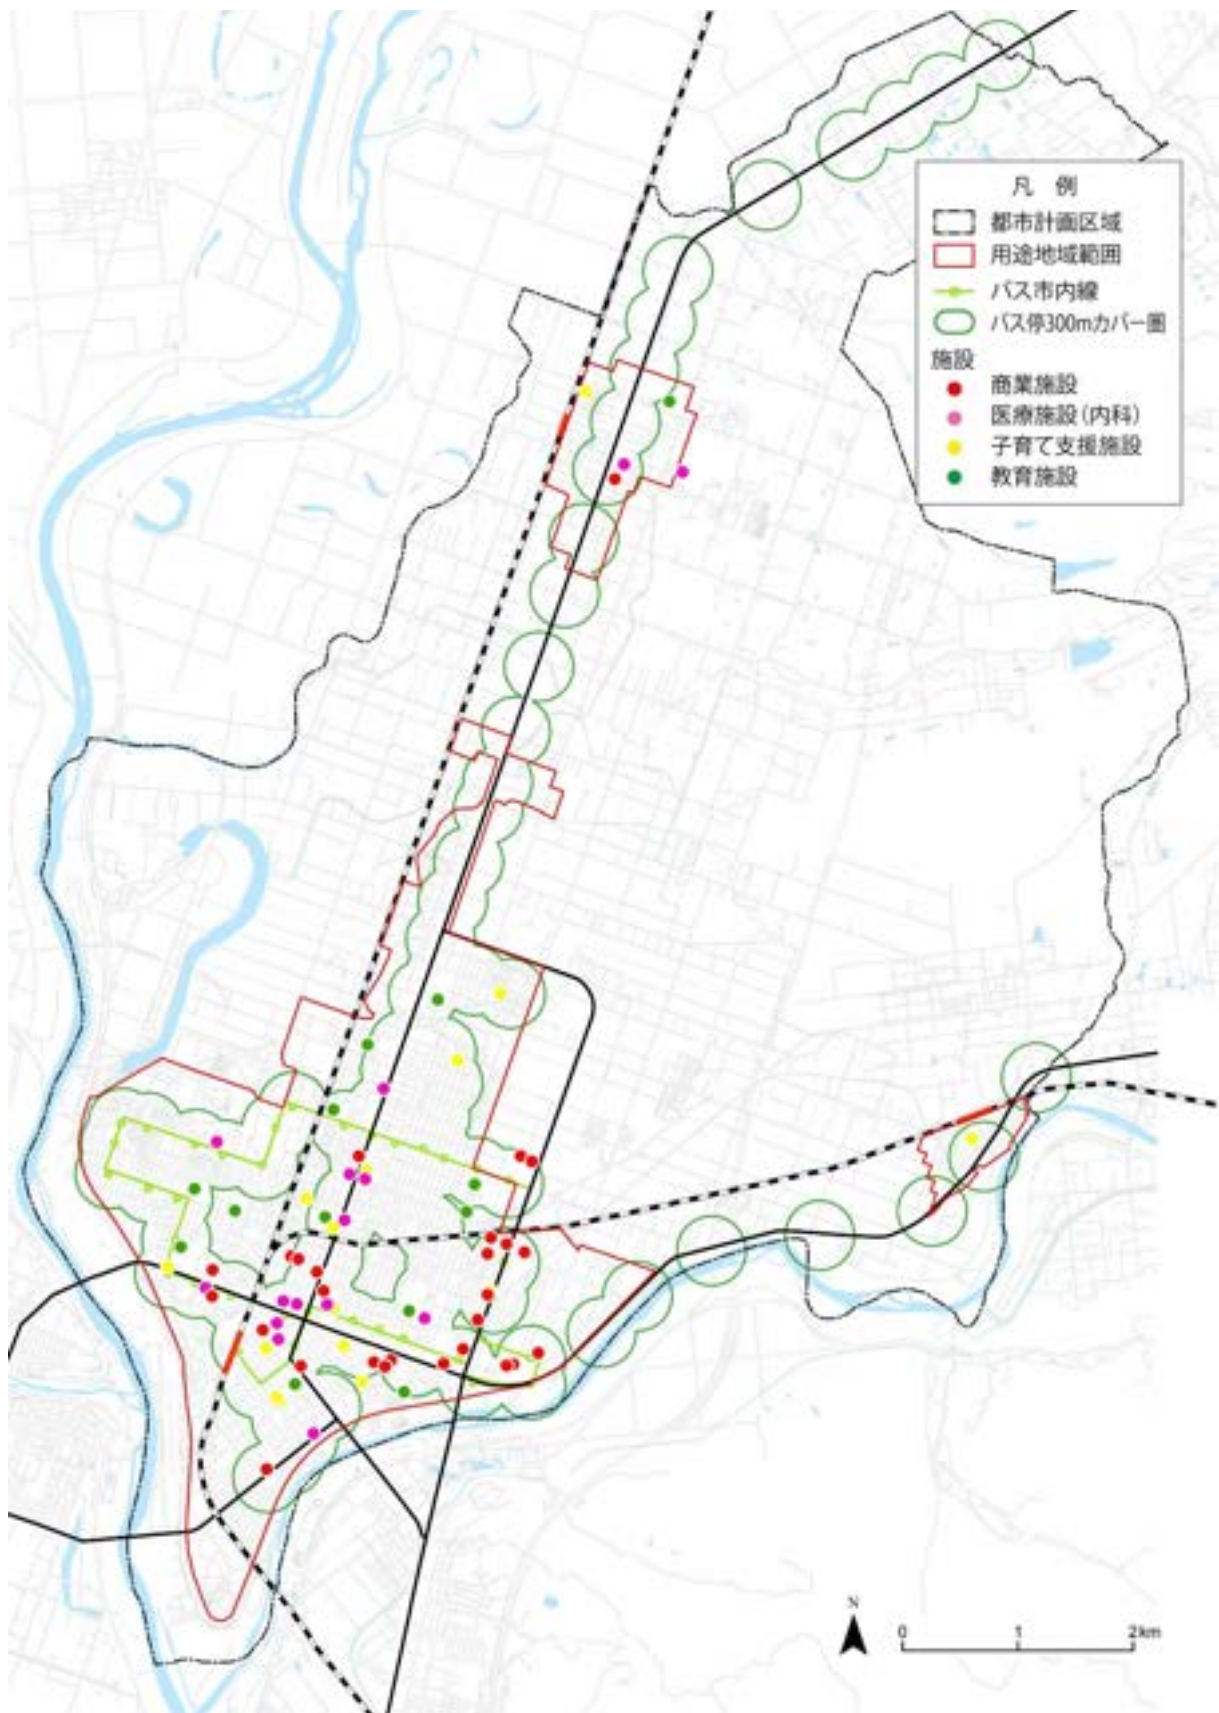 凡 例
都市計画区域
用途地域範囲
バス市内線
バス停300mカバー圏
施設
商業施設
医療施設(内科)
子育て支援施設
教育施設
N
0 1 2km